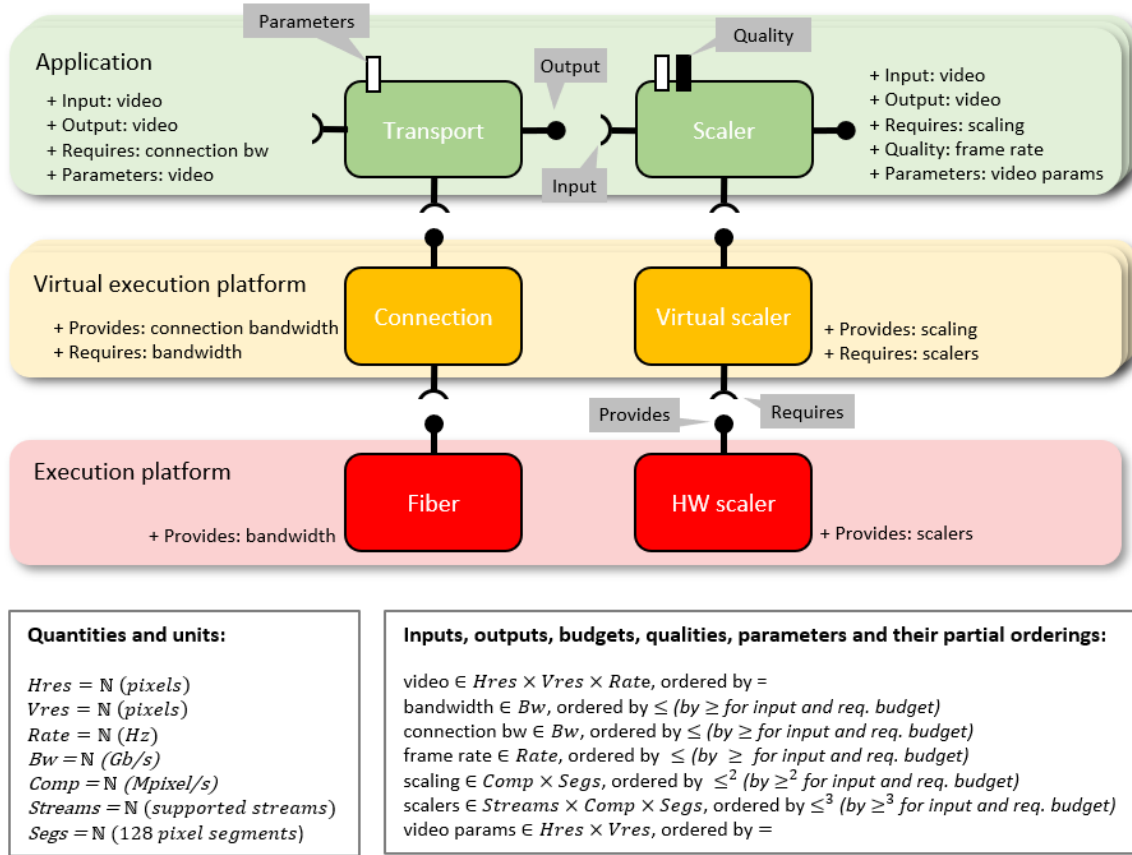 Parameters
Quality
Application
Output
+ Input: video
+ Output: video
+ Requires: connection bw
+ Parameters: video
Transport
Scaler
Input
+ Input: video
+ Output: video
+ Requires: scaling
+ Quality: frame rate
+ Parameters: video params
Virtual execution platform
+ Provides: connection bandwidth
+ Requires: bandwidth
Connection
Virtual scaler
+ Provides: scaling
+ Requires: scalers
Provides
Requires
Execution platform
Fiber
HW scaler
+ Provides: bandwidth
+ Provides: scalers
Quantities and units:
Hres = ℕ (pixels)
Vres = ℕ (pixels)
Rate = ℕ (Hz)
Bw = ℕ (Gb/s)
Comp = ℕ (Mpixel/s)
Streams = ℕ (supported streams)
Segs = ℕ (128 pixel segments)
Inputs, outputs, budgets, qualities, parameters and their partial orderings:
video ∈ Hres × Vres × Rate, ordered by =
bandwidth ∈ Bw, ordered by ≤ (by ≥ for input and req. budget)
connection bw ∈ Bw, ordered by ≤ (by ≥ for input and req. budget)
frame rate ∈ Rate, ordered by ≤ (by ≥ for input and req. budget)
scaling ∈ Comp × Segs, ordered by ≤² (by ≥² for input and req. budget)
scalers ∈ Streams × Comp × Segs, ordered by ≤³ (by ≥³ for input and req. budget)
video params ∈ Hres × Vres, ordered by =